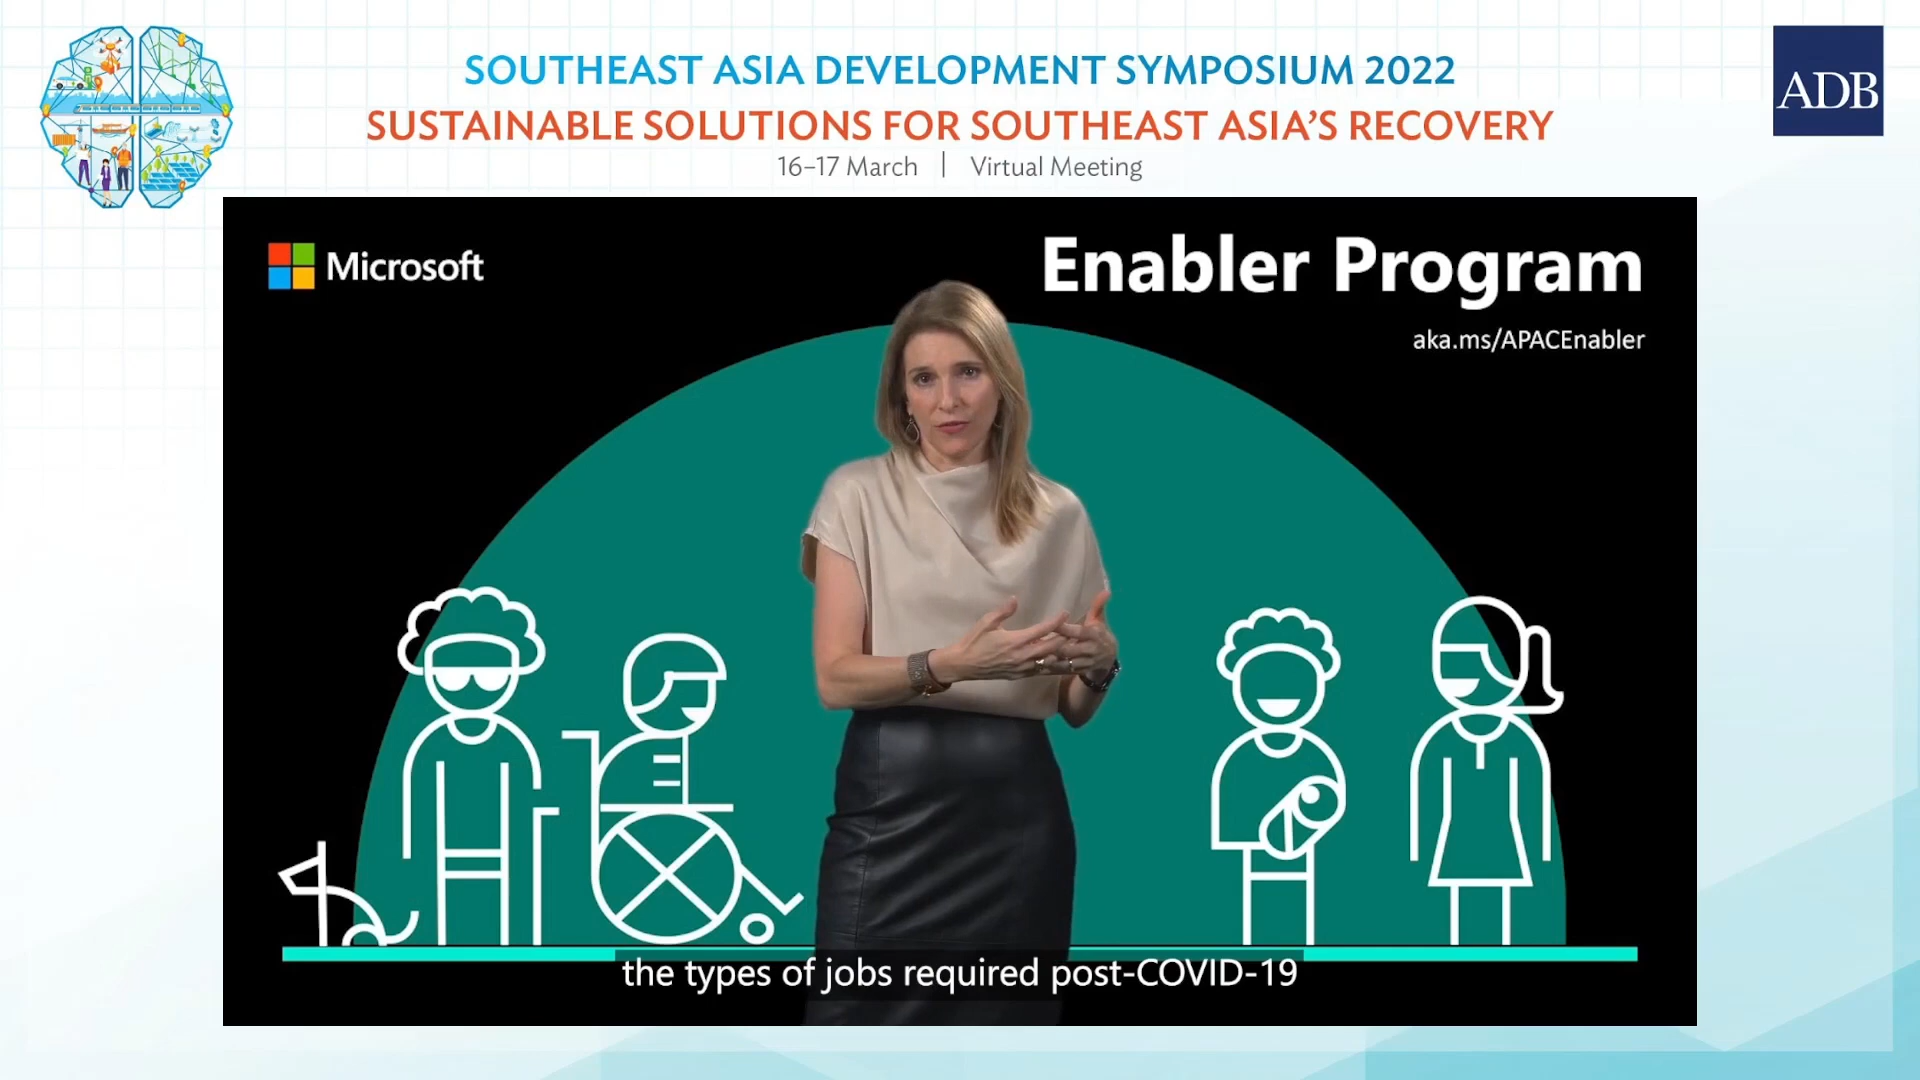 SOUTHEAST ASIA DEVELOPMENT SYMPOSIUM 2022
SUSTAINABLE SOLUTIONS FOR SOUTHEAST ASIA'S RECOVERY
16–17 March | Virtual Meeting
ADB
Microsoft
Enabler Program
aka.ms/APACEnabler
the types of jobs required post-COVID-19